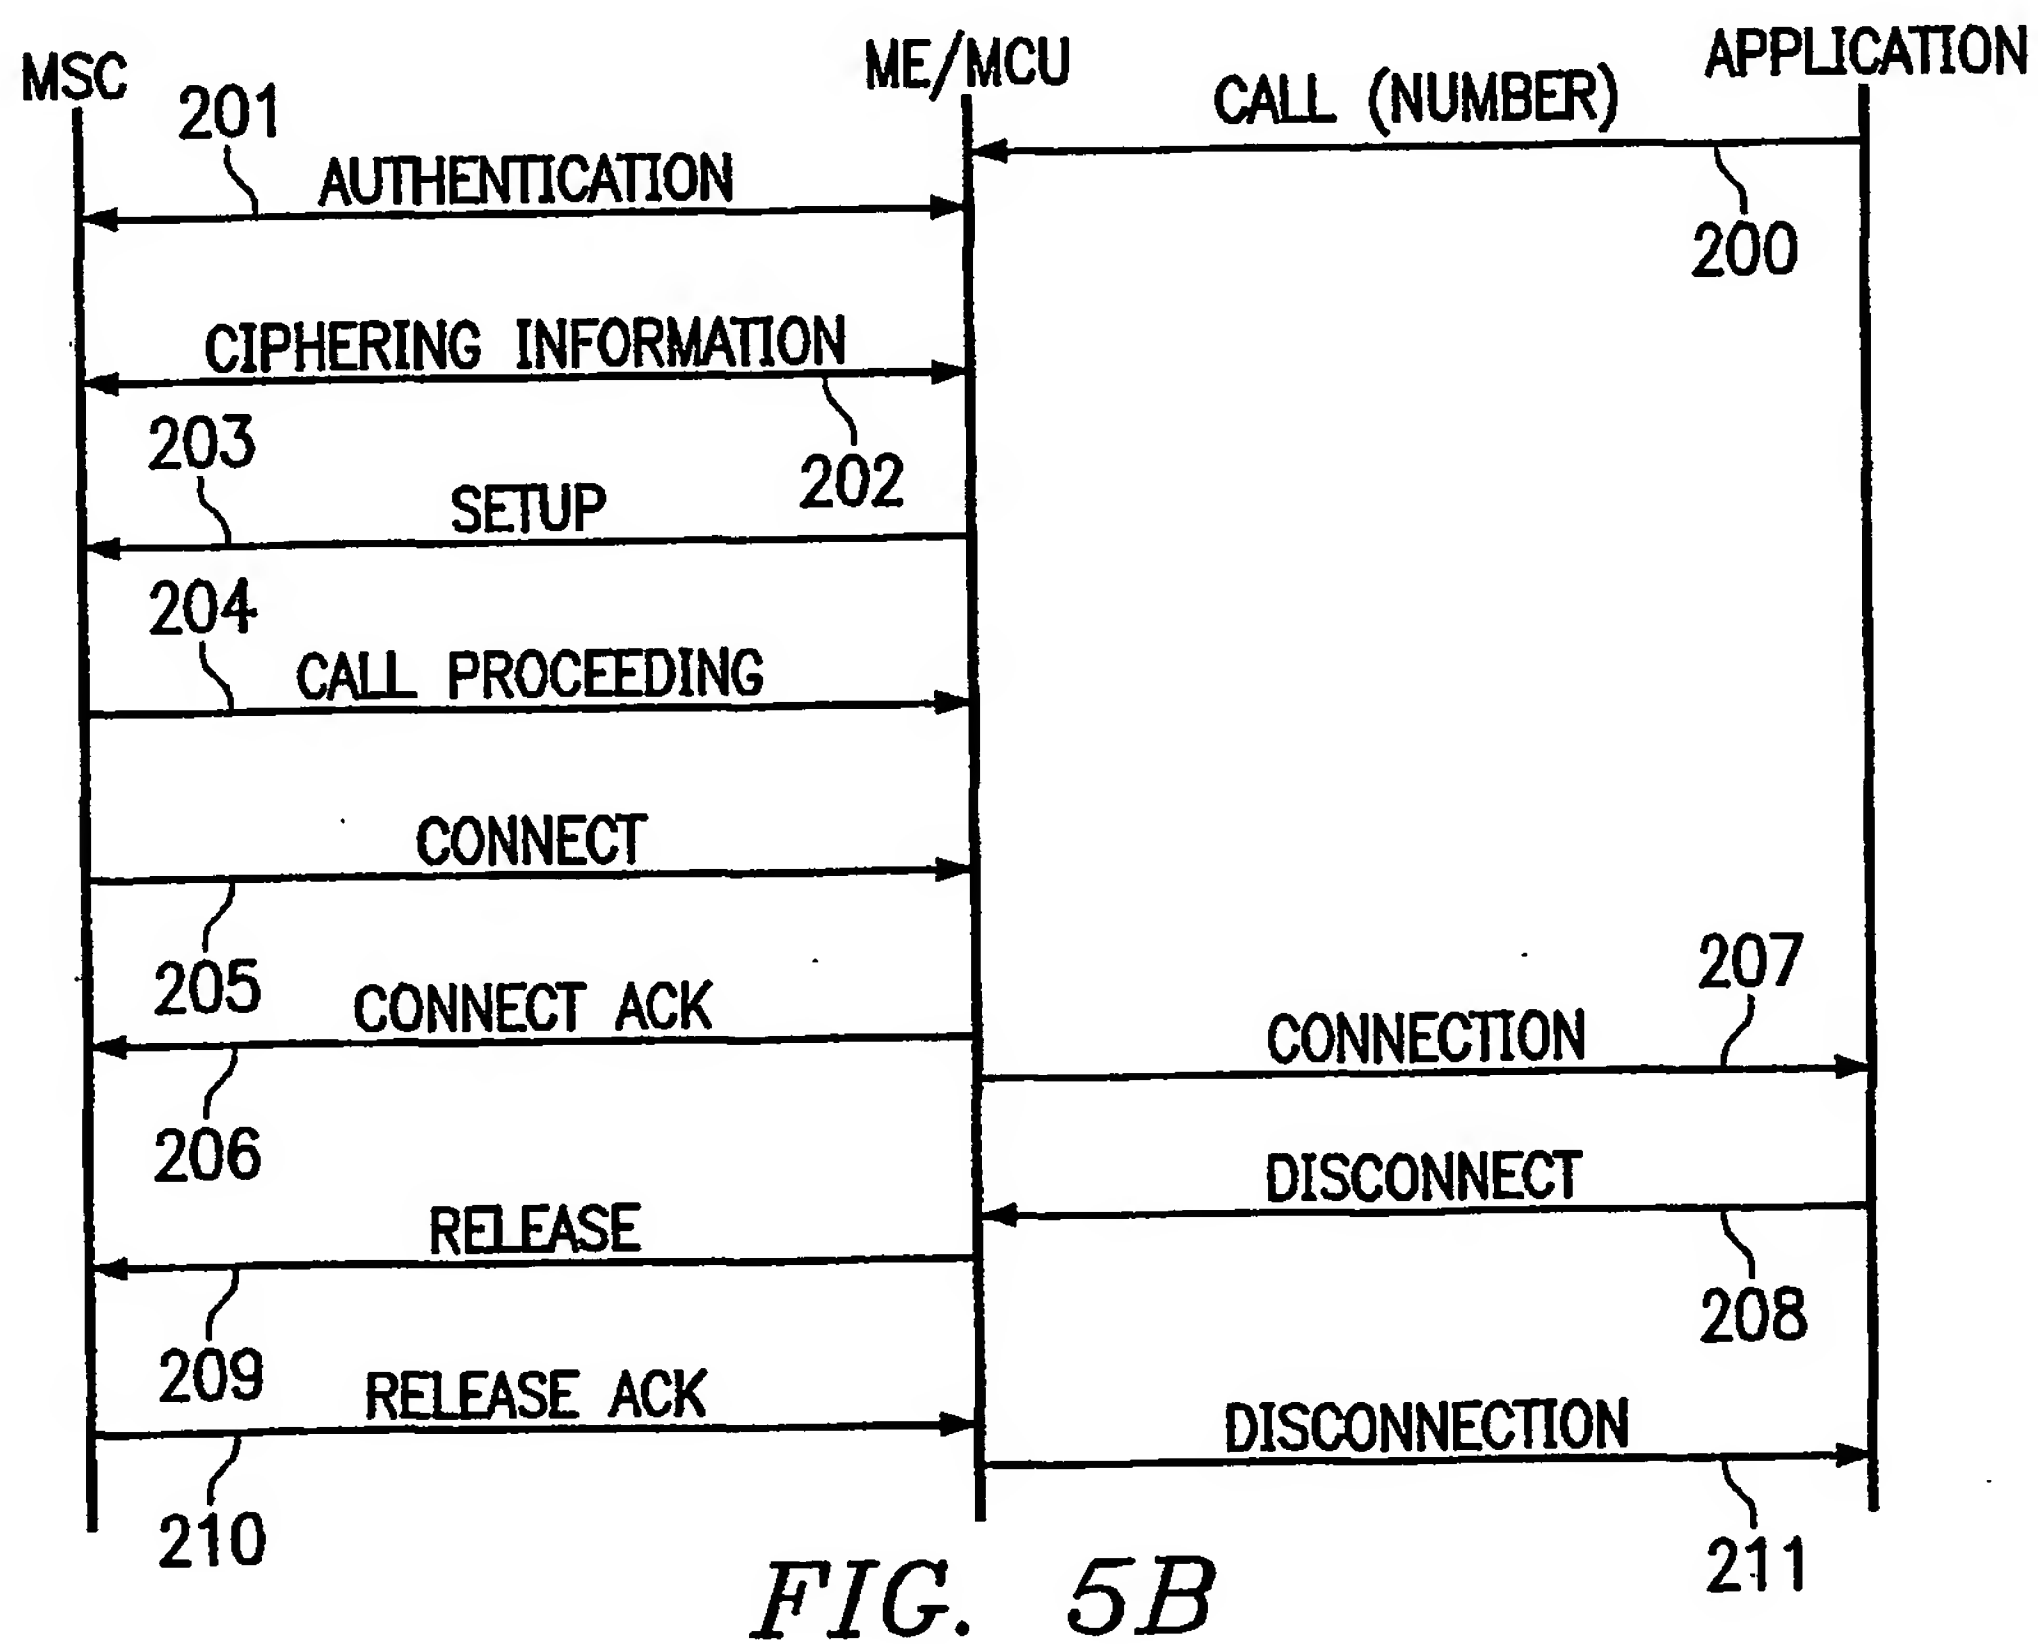 MSC
ME/MCU
APPLICATION
201
CALL (NUMBER)
AUTHENTICATION
200
CIPHERING INFORMATION
203
202
SETUP
204
CALL PROCEEDING
CONNECT
205
207
CONNECT ACK
CONNECTION
206
DISCONNECT
RELEASE
208
209
RELEASE ACK
DISCONNECTION
210
211
FIG. 5B